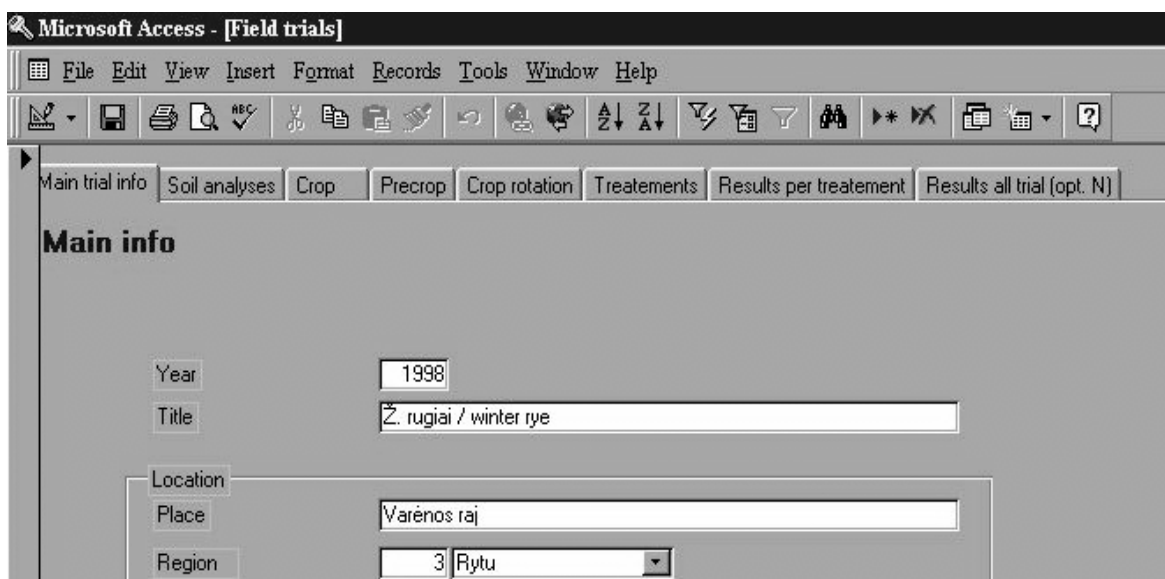 Microsoft Access - [Field trials]
File Edit View Insert Format Records Tools Window Help
Main trial info Soil analyses Crop Precrop Crop rotation Treatements Results per treatement Results all trial (opt. N)
Main info
Year 1998
Title Ž. rugiai / winter rye
Location
Place Varėnos raj
Region 3 Rytu